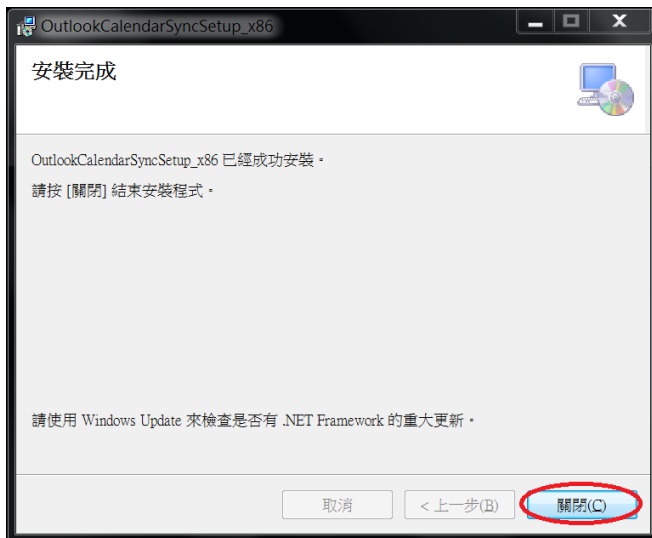 OutlookCalendarSyncSetup_x86
安裝完成
OutlookCalendarSyncSetup_x86 已經成功安裝。
請按 [關閉] 結束安裝程式。
請使用 Windows Update 來檢查是否有 .NET Framework 的重大更新。
取消 < 上一步(B) 關閉(C)